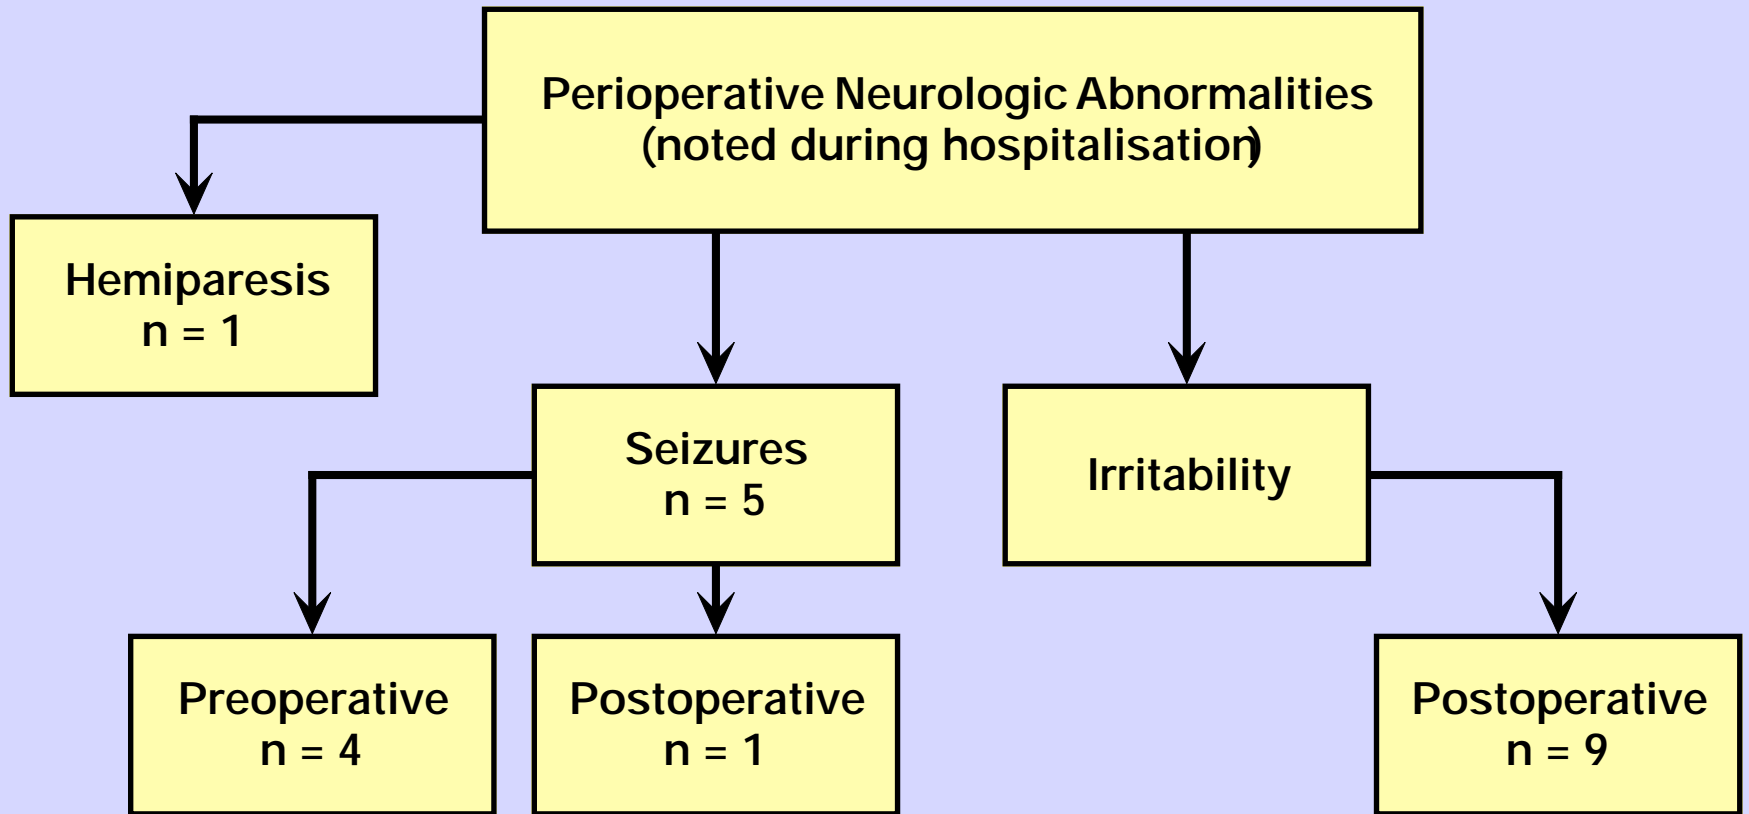 Perioperative Neurologic Abnormalities
(noted during hospitalisation)
Hemiparesis
n = 1
Seizures
n = 5
Irritability
Preoperative
n = 4
Postoperative
n = 1
Postoperative
n = 9